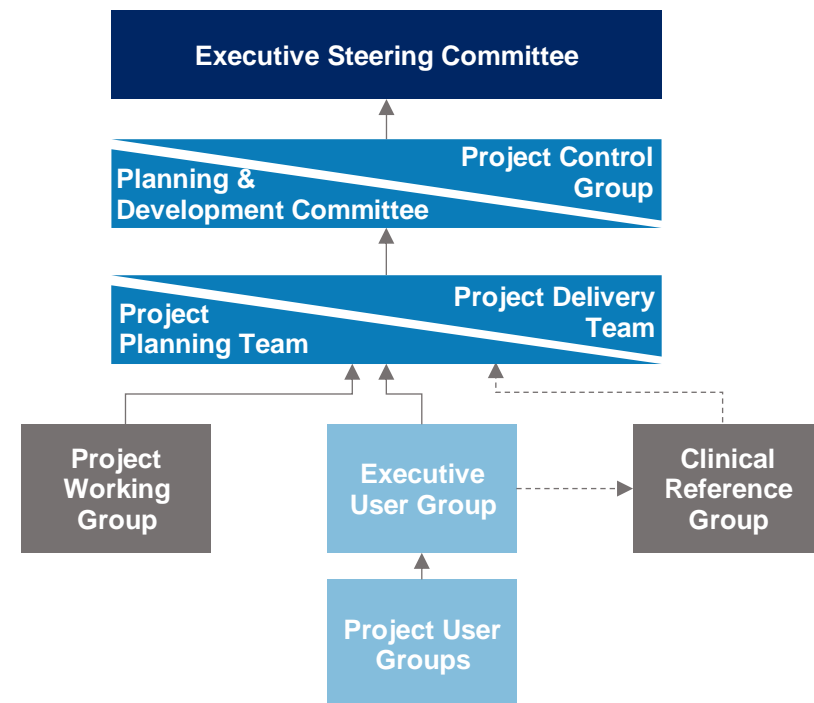 Executive Steering Committee
Project Control
Group
Planning &
Development Committee
Project Delivery
Team
Project
Planning Team
Project
Working
Group
Executive
User Group
Clinical
Reference
Group
Project User
Groups